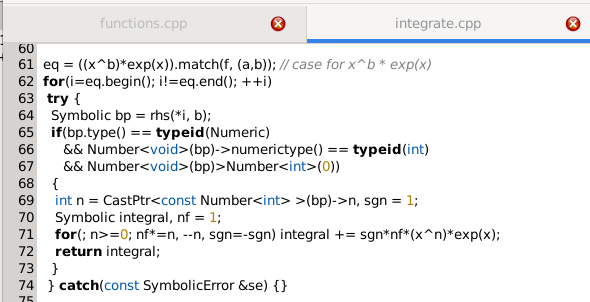 functions.cpp
integrate.cpp
60
61 eq = ((x^b)*exp(x)).match(f, (a,b)); // case for x^b * exp(x)
62 for(i=eq.begin(); i!=eq.end(); ++i)
63 try {
64 Symbolic bp = rhs(*i, b);
65 if(bp.type() == typeid(Numeric)
66 && Number<void>(bp)->numerictype() == typeid(int)
67 && Number<void>(bp)>Number<int>(0))
68 {
69 int n = CastPtr<const Number<int> >(bp)->n, sgn = 1;
70 Symbolic integral, nf = 1;
71 for(; n>=0; nf*=n, --n, sgn=-sgn) integral += sgn*nf*(x^n)*exp(x);
72 return integral;
73 }
74 } catch(const SymbolicError &se) {}
75